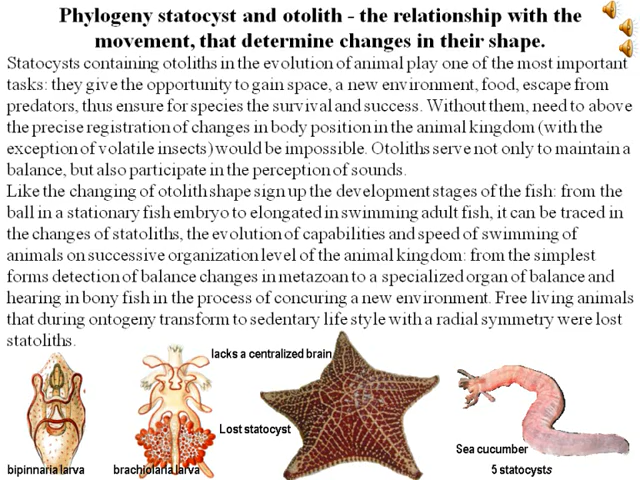 Phylogeny statocyst and otolith - the relationship with the
movement, that determine changes in their shape.
Statocysts containing otoliths in the evolution of animal play one of the most important
tasks: they give the opportunity to gain space, a new environment, food, escape from
predators, thus ensure for species the survival and success. Without them, need to above
the precise registration of changes in body position in the animal kingdom (with the
exception of volatile insects) would be impossible. Otoliths serve not only to maintain a
balance, but also participate in the perception of sounds.
Like the changing of otolith shape sign up the development stages of the fish: from the
ball in a stationary fish embryo to elongated in swimming adult fish, it can be traced in
the changes of statoliths, the evolution of capabilities and speed of swimming of
animals on successive organization level of the animal kingdom: from the simplest
forms detection of balance changes in metazoan to a specialized organ of balance and
hearing in bony fish in the process of concuring a new environment. Free living animals
that during ontogeny transform to sedentary life style with a radial symmetry were lost
statoliths.
lacks a centralized brain
Lost statocyst
Sea cucumber
bipinnaria larva brachiolaria larva 5 statocysts